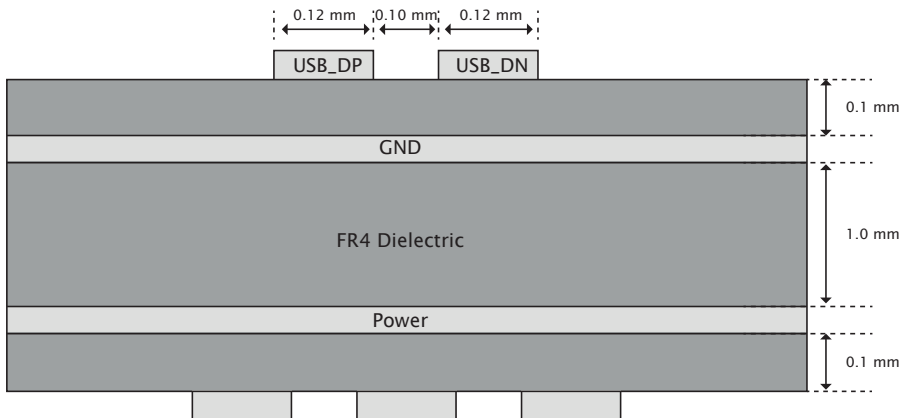 0.12 mm 0.10 mm 0.12 mm
USB_DP USB_DN
0.1 mm
GND
1.0 mm
FR4 Dielectric
Power
0.1 mm